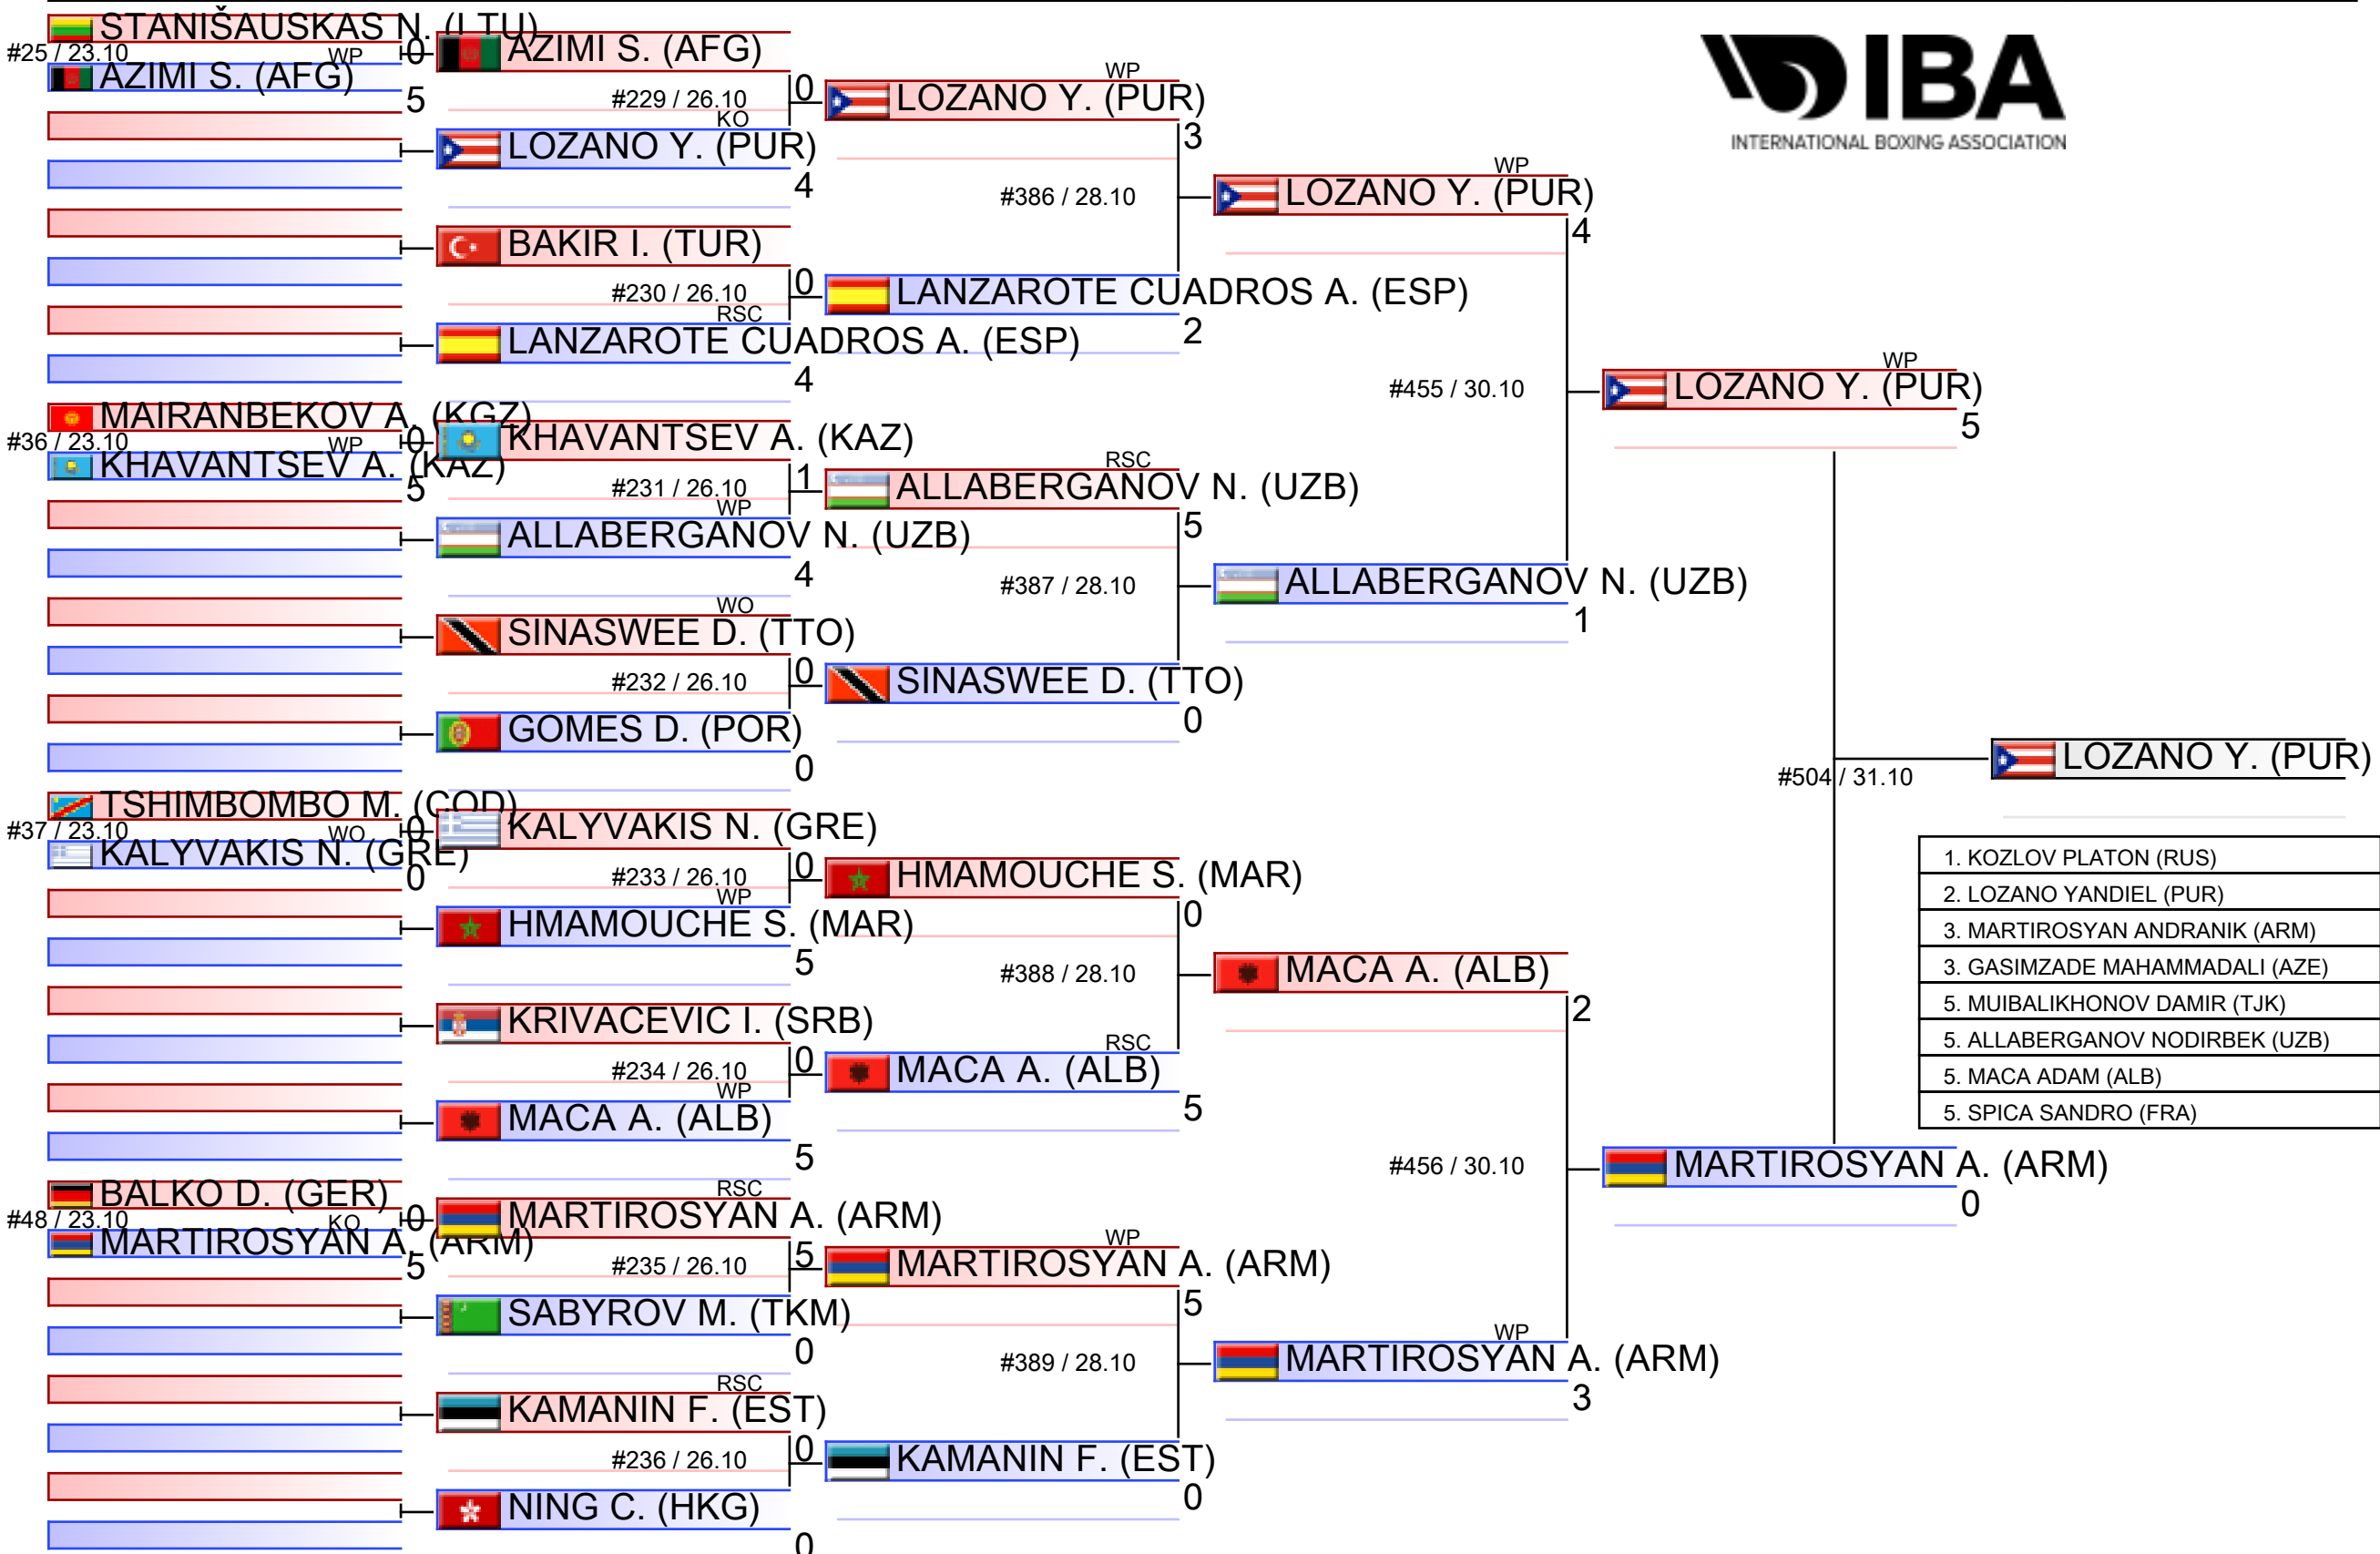 IBA
INTERNATIONAL BOXING ASSOCIATION
STANIŠAUSKAS N. (LTU)
#25 / 23.10 WP 0
AZIMI S. (AFG)
5
MAIRANBEKOV A. (KGZ)
#36 / 23.10 WP 0
KHAVANTSEV A. (KAZ)
5
TSHIMBOMBO M. (COD)
#37 / 23.10 WO 0
KALYVAKIS N. (GRE)
0
BALKO D. (GER)
#48 / 23.10 KO 0
MARTIROSYAN A. (ARM)
5
AZIMI S. (AFG)
0
#229 / 26.10
KO
LOZANO Y. (PUR)
4
BAKIR I. (TUR)
0
#230 / 26.10
RSC
LANZAROTE CUADROS A. (ESP)
4
KHAVANTSEV A. (KAZ)
1
#231 / 26.10
WP
ALLABERGANOV N. (UZB)
4
WO
SINASWEE D. (TTO)
0
#232 / 26.10
GOMES D. (POR)
0
KALYVAKIS N. (GRE)
0
#233 / 26.10
WP
HMAMOUCHE S. (MAR)
5
KRIVACEVIC I. (SRB)
0
#234 / 26.10
WP
MACA A. (ALB)
5
RSC
MARTIROSYAN A. (ARM)
5
#235 / 26.10
SABYROV M. (TKM)
0
RSC
KAMANIN F. (EST)
0
#236 / 26.10
NING C. (HKG)
0
WP
LOZANO Y. (PUR)
3
#386 / 28.10
LANZAROTE CUADROS A. (ESP)
2
RSC
ALLABERGANOV N. (UZB)
5
#387 / 28.10
SINASWEE D. (TTO)
0
HMAMOUCHE S. (MAR)
0
#388 / 28.10
RSC
MACA A. (ALB)
5
WP
MARTIROSYAN A. (ARM)
5
#389 / 28.10
KAMANIN F. (EST)
0
WP
LOZANO Y. (PUR)
4
#455 / 30.10
ALLABERGANOV N. (UZB)
1
MACA A. (ALB)
2
#456 / 30.10
WP
MARTIROSYAN A. (ARM)
3
WP
LOZANO Y. (PUR)
5
#504 / 31.10
MARTIROSYAN A. (ARM)
0
LOZANO Y. (PUR)
1. KOZLOV PLATON (RUS)
2. LOZANO YANDIEL (PUR)
3. MARTIROSYAN ANDRANIK (ARM)
3. GASIMZADE MAHAMMADALI (AZE)
5. MUIBALIKHONOV DAMIR (TJK)
5. ALLABERGANOV NODIRBEK (UZB)
5. MACA ADAM (ALB)
5. SPICA SANDRO (FRA)